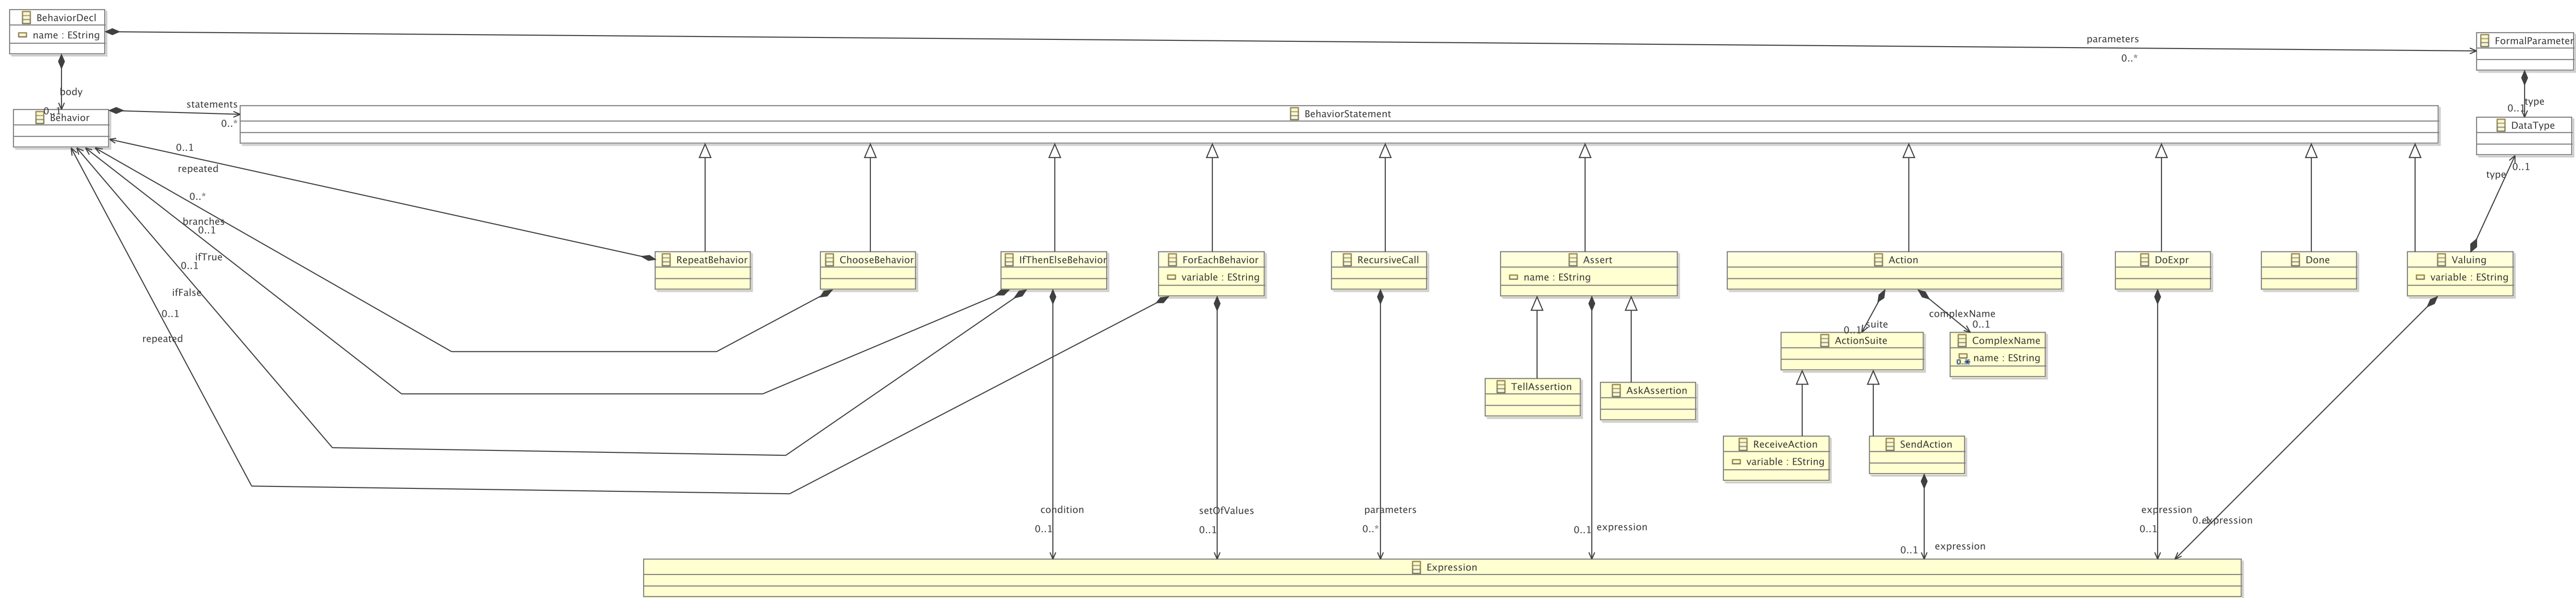 BehaviorDecl
name : EString
parameters
0..*
FormalParameter
body
0..1
Behavior
statements
0..*
BehaviorStatement
type
0..1
DataType
0..1
type
0..1
repeated
0..*
branches
0..1
ifTrue
0..1
ifFalse
0..1
repeated
RepeatBehavior
ChooseBehavior
IfThenElseBehavior
ForEachBehavior
variable : EString
RecursiveCall
Assert
name : EString
Action
DoExpr
Done
Valuing
variable : EString
suite
0..1
complexName
0..1
ActionSuite
ComplexName
0..*
name : EString
TellAssertion
AskAssertion
ReceiveAction
variable : EString
SendAction
condition
0..1
setOfValues
0..1
parameters
0..*
0..1
expression
0..1
expression
expression
0..1
0..1
expression
Expression